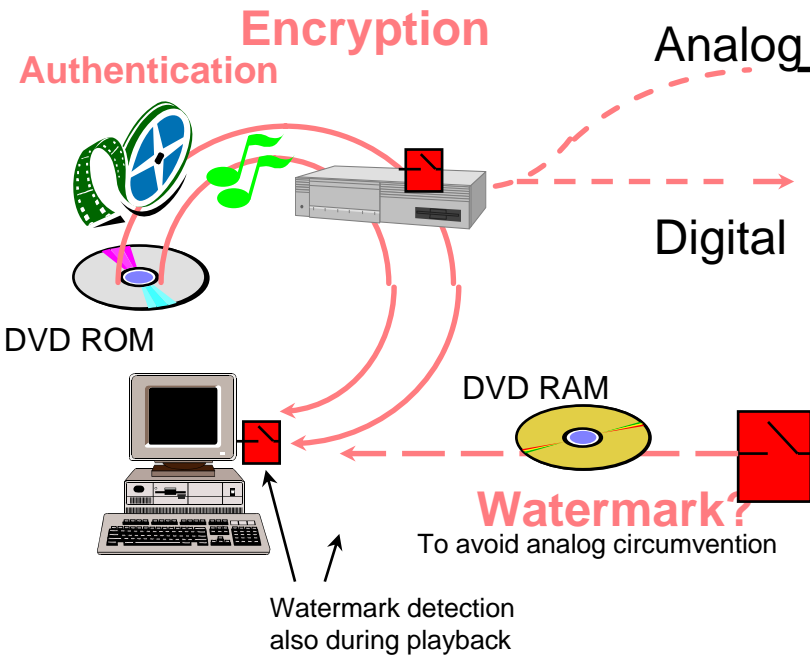 Encryption
Analog
Authentication
Digital
DVD ROM
DVD RAM
Watermark?
To avoid analog circumvention
Watermark detection
also during playback